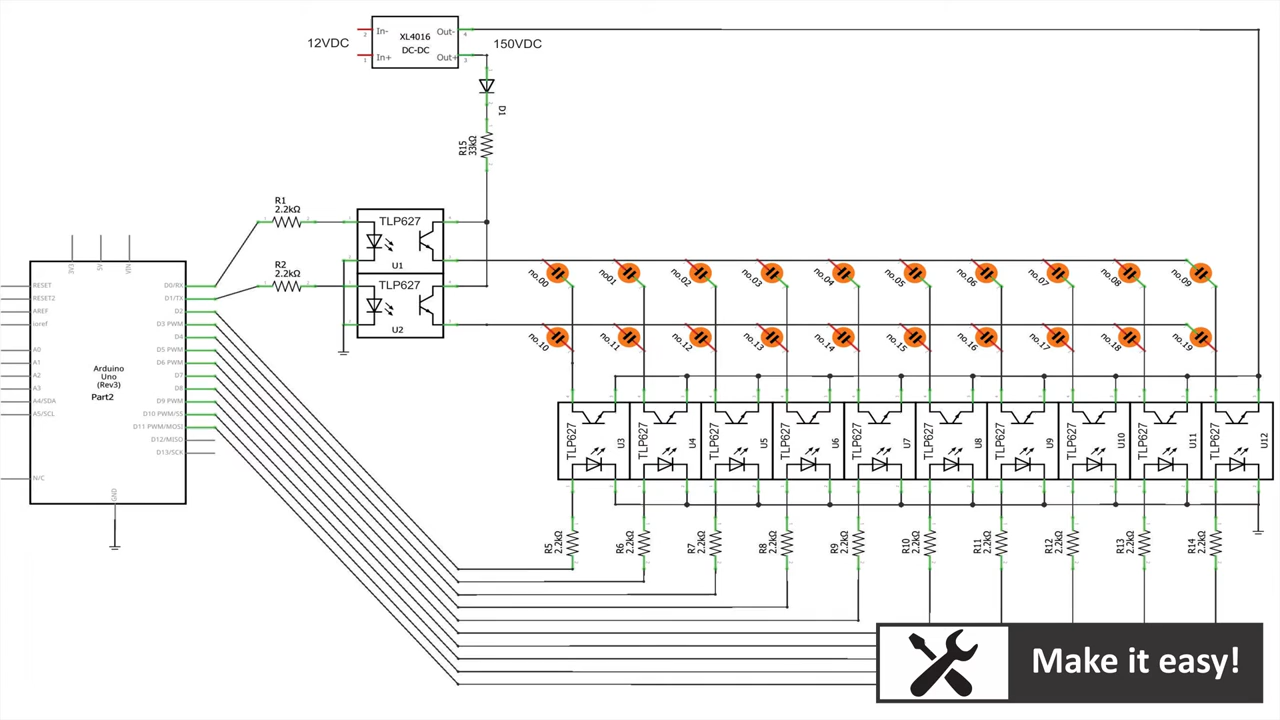 12VDC
In-
In+
XL4016
DC-DC
Out-
Out+
150VDC
D1
R15
33kΩ
R1
2.2kΩ
R2
2.2kΩ
TLP627
U1
TLP627
U2
3V3
5V
VIN
RESET
RESET2
AREF
ioref
A0
A1
A2
A3
A4/SDA
A5/SCL
N/C
Arduino
Uno
(Rev3)
Part2
D0/RX
D1/TX
D2
D3 PWM
D4
D5 PWM
D6 PWM
D7
D8
D9 PWM
D10 PWM/SS
D11 PWM/MOSI
D12/MISO
D13/SCK
GND
no.00
no01
no.02
no.03
no.04
no.05
no.06
no.07
no.08
no.09
no.10
no.11
no.12
no.13
no.14
no.15
no.16
no.17
no.18
no.19
TLP627 U3
TLP627 U4
TLP627 U5
TLP627 U6
TLP627 U7
TLP627 U8
TLP627 U9
TLP627 U10
TLP627 U11
TLP627 U12
R5
2.2kΩ
R6
2.2kΩ
R7
2.2kΩ
R8
2.2kΩ
R9
2.2kΩ
R10
2.2kΩ
R11
2.2kΩ
R12
2.2kΩ
R13
2.2kΩ
R14
2.2kΩ
Make it easy!